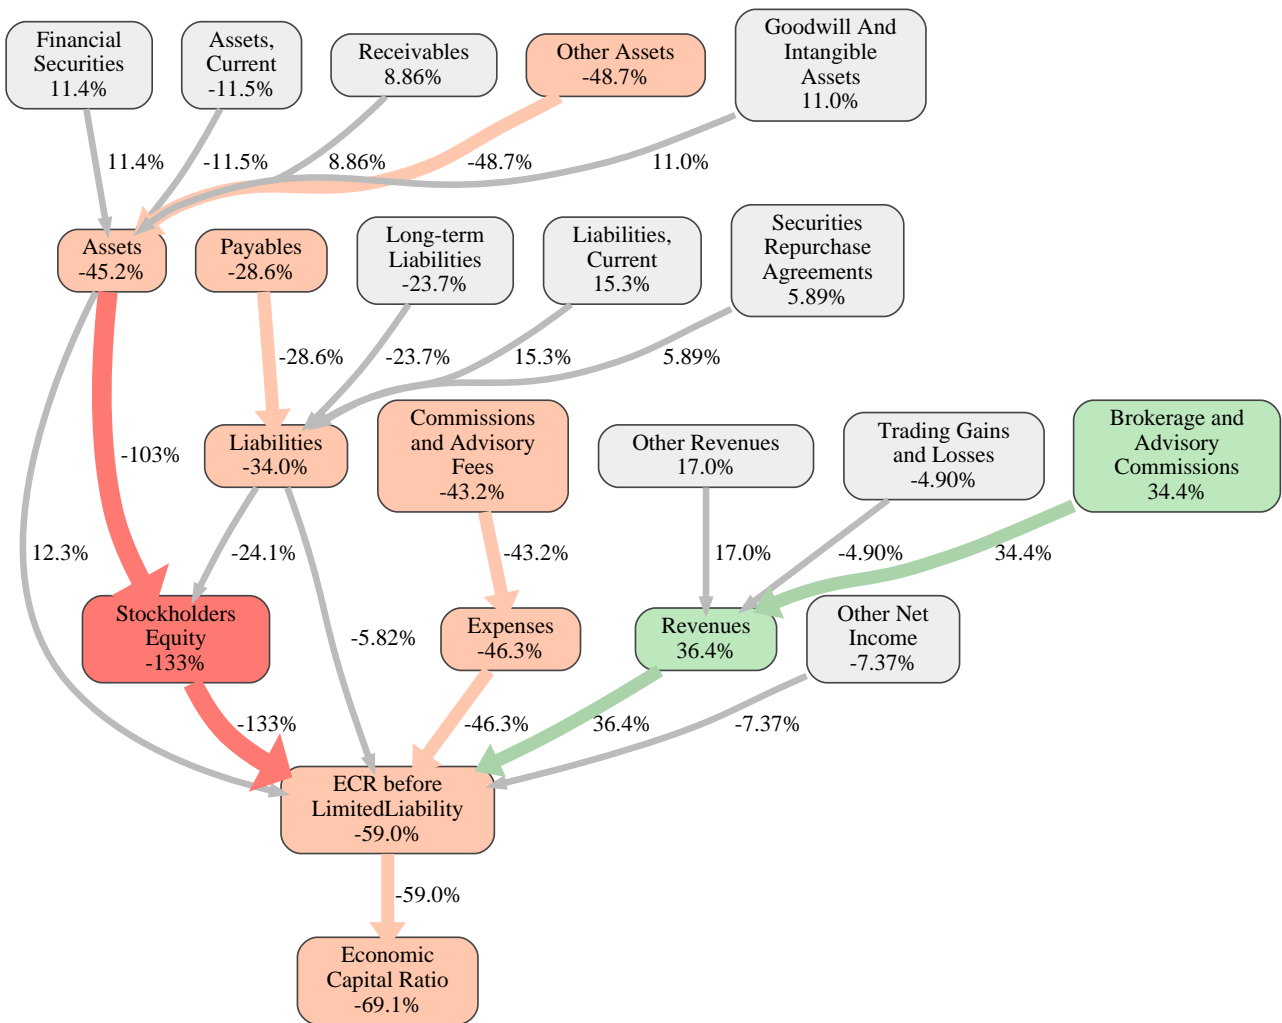 Financial
Securities
11.4%
Assets,
Current
-11.5%
Receivables
8.86%
Other Assets
-48.7%
Goodwill And
Intangible
Assets
11.0%
11.4%
-11.5%
8.86%
-48.7%
11.0%
Assets
-45.2%
Payables
-28.6%
Long-term
Liabilities
-23.7%
Liabilities,
Current
15.3%
Securities
Repurchase
Agreements
5.89%
-28.6%
-23.7%
15.3%
5.89%
-103%
Liabilities
-34.0%
Commissions
and Advisory
Fees
-43.2%
Other Revenues
17.0%
Trading Gains
and Losses
-4.90%
Brokerage and
Advisory
Commissions
34.4%
12.3%
-24.1%
-43.2%
17.0%
-4.90%
34.4%
Stockholders
Equity
-133%
-5.82%
Expenses
-46.3%
Revenues
36.4%
Other Net
Income
-7.37%
-133%
-46.3%
36.4%
-7.37%
ECR before
LimitedLiability
-59.0%
-59.0%
Economic
Capital Ratio
-69.1%